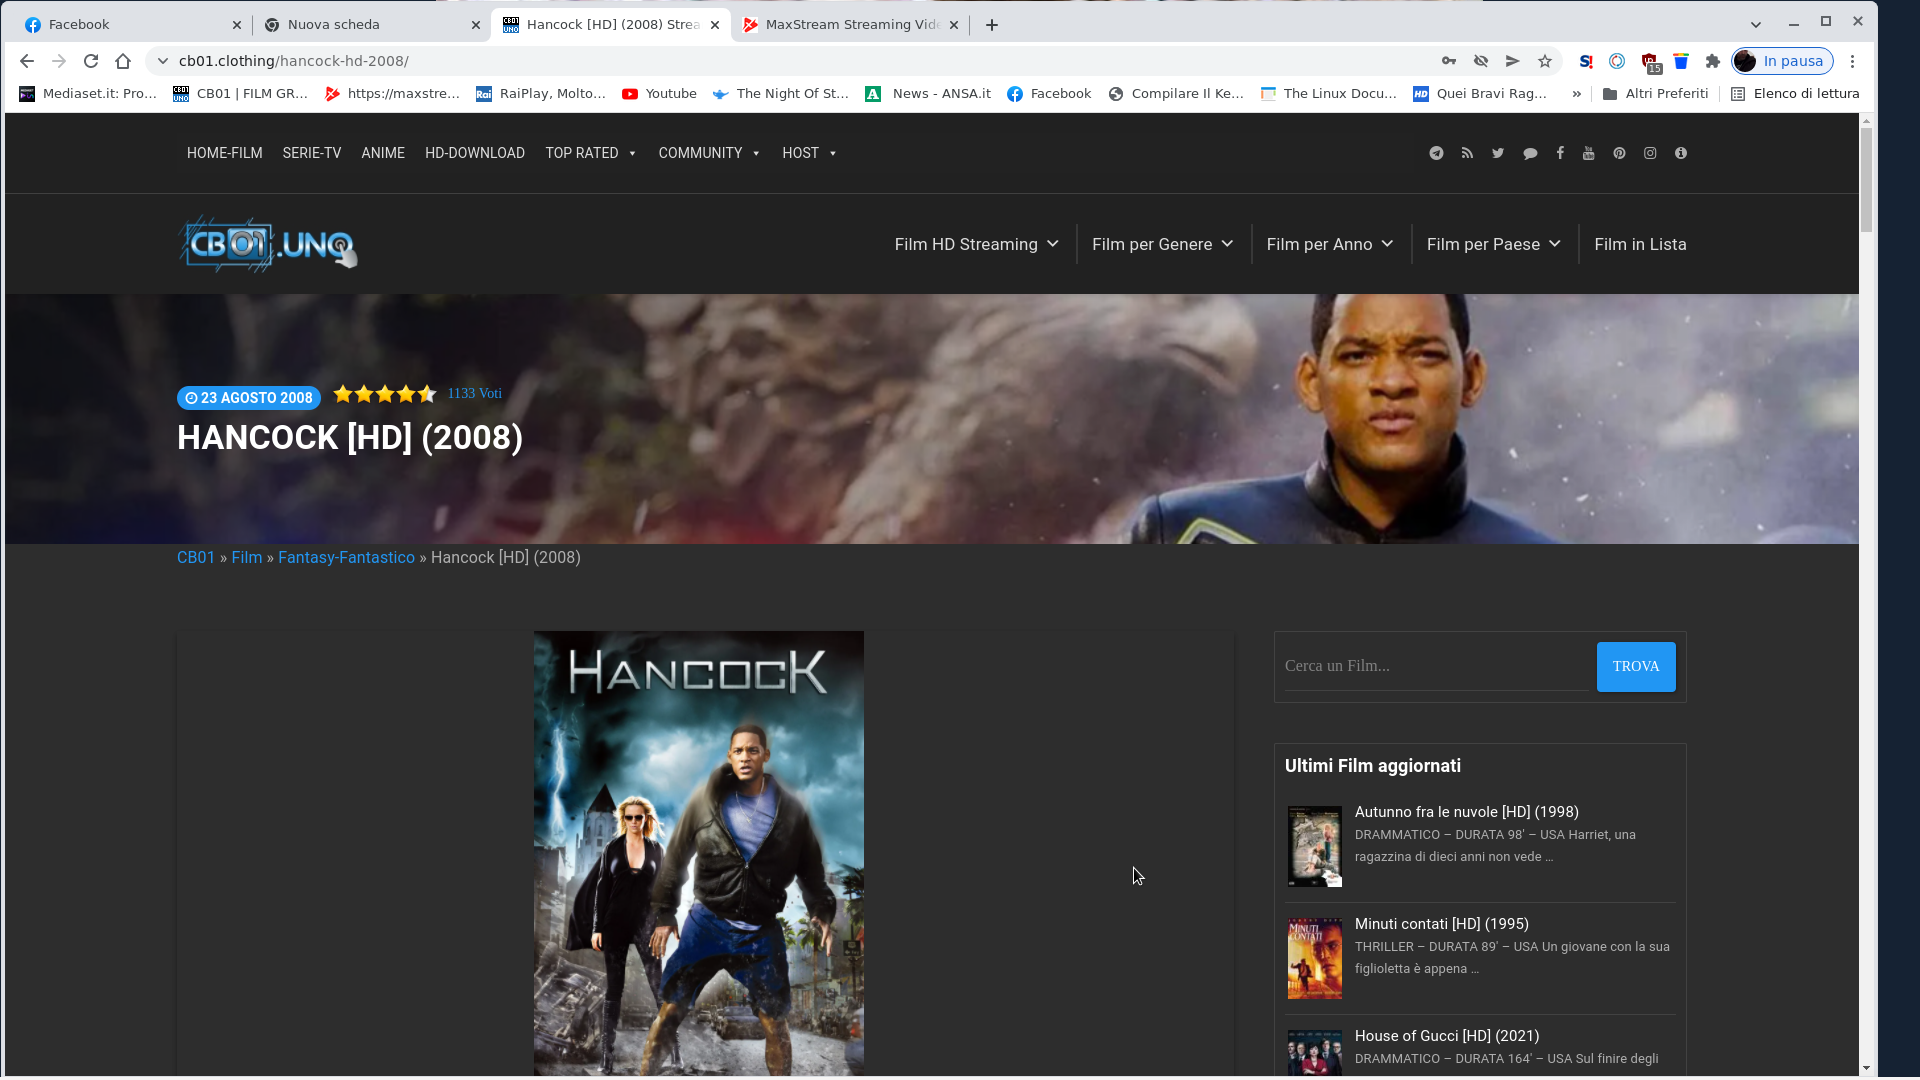 Facebook
Nuova scheda
Hancock [HD] (2008) Strea
MaxStream Streaming Vide
cb01.clothing/hancock-hd-2008/
15
In pausa
Mediaset.it: Pro...
CB01 | FILM GR...
https://maxstre...
RaiPlay, Molto...
Youtube
The Night Of St...
News - ANSA.it
Facebook
Compilare Il Ke...
The Linux Docu...
Quei Bravi Rag...
»
Altri Preferiti
Elenco di lettura
HOME-FILM
SERIE-TV
ANIME
HD-DOWNLOAD
TOP RATED
COMMUNITY
HOST
CB01.UNO
Film HD Streaming
Film per Genere
Film per Anno
Film per Paese
Film in Lista
23 AGOSTO 2008
1133 Voti
HANCOCK [HD] (2008)
CB01 » Film » Fantasy-Fantastico » Hancock [HD] (2008)
HANCOCK
Cerca un Film...
TROVA
Ultimi Film aggiornati
Autunno fra le nuvole [HD] (1998)
DRAMMATICO – DURATA 98' – USA Harriet, una
ragazzina di dieci anni non vede ...
MINUTI
CONTATI
Minuti contati [HD] (1995)
THRILLER – DURATA 89' – USA Un giovane con la sua
figlioletta è appena ...
House of Gucci [HD] (2021)
DRAMMATICO – DURATA 164' – USA Sul finire degli